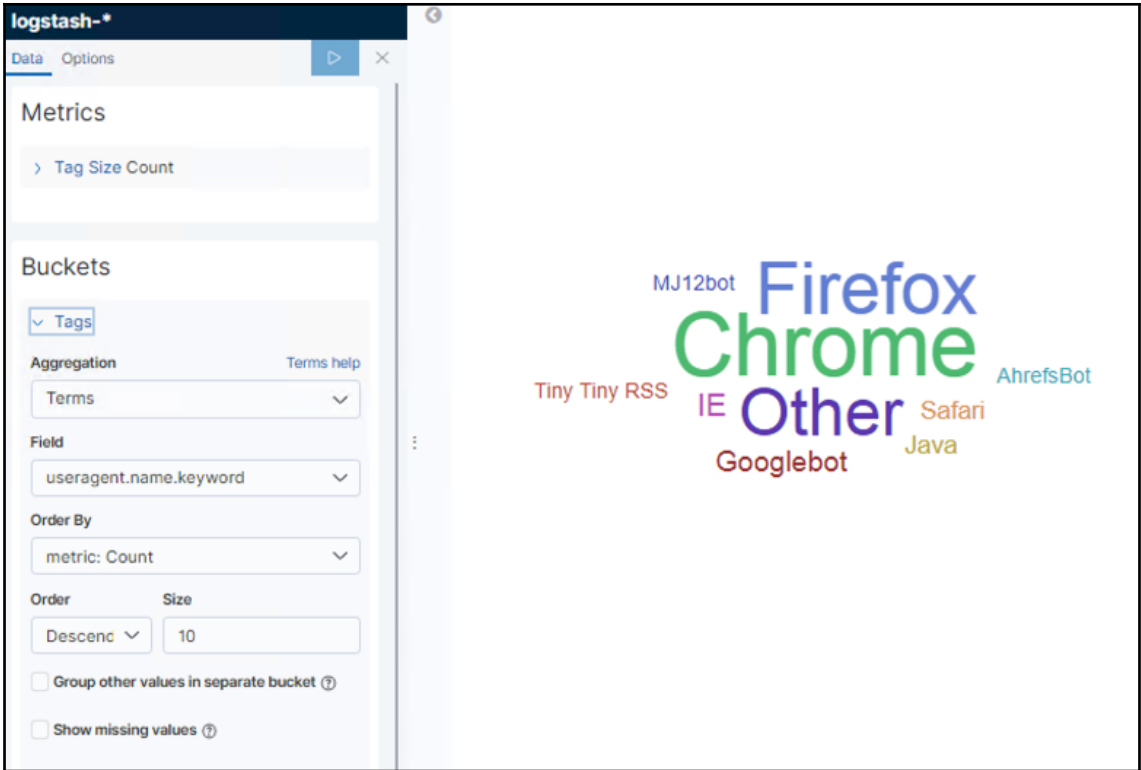 logstash-*
Data Options
Metrics
Tag Size Count
Buckets
Tags
Aggregation Terms help
Terms
Field
useragent.name.keyword
Order By
metric: Count
Order Size
Descend 10
Group other values in separate bucket
Show missing values
MJ12bot Firefox
Chrome
AhrefsBot
Tiny Tiny RSS IE Other Safari
Java
Googlebot